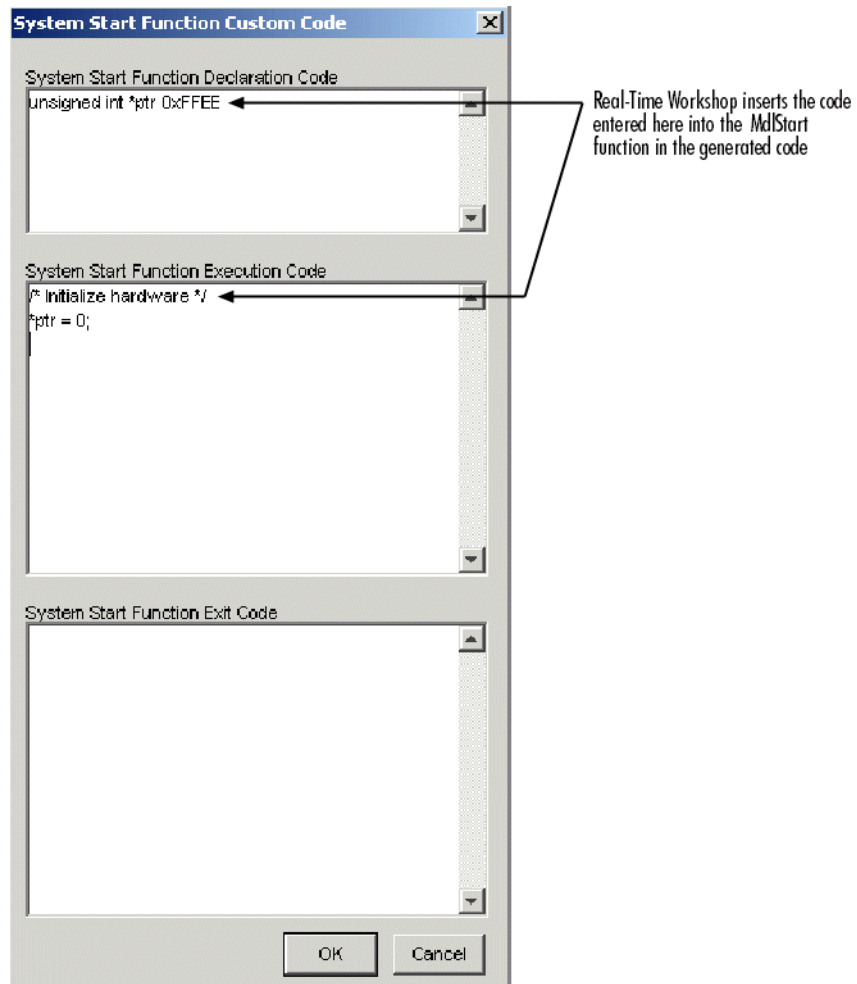 System Start Function Custom Code
System Start Function Declaration Code
unsigned int *ptr 0xFFEE
Real-Time Workshop inserts the code
entered here into the MdlStart
function in the generated code
System Start Function Execution Code
/* Initialize hardware */
*ptr = 0;
System Start Function Exit Code
OK
Cancel